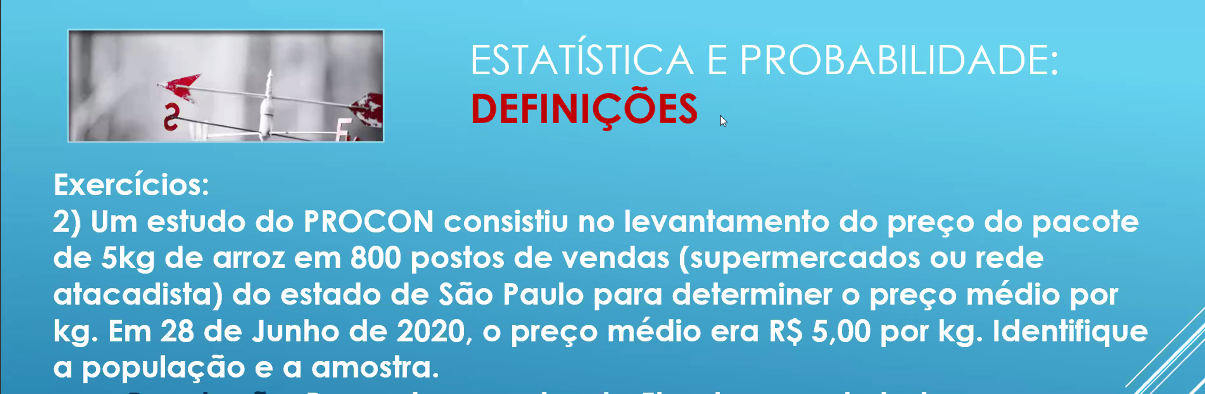 ESTATÍSTICA E PROBABILIDADE:
DEFINIÇÕES
Exercícios:
2) Um estudo do PROCON consistiu no levantamento do preço do pacote
de 5kg de arroz em 800 postos de vendas (supermercados ou rede
atacadista) do estado de São Paulo para determiner o preço médio por
kg. Em 28 de Junho de 2020, o preço médio era R$ 5,00 por kg. Identifique
a população e a amostra.